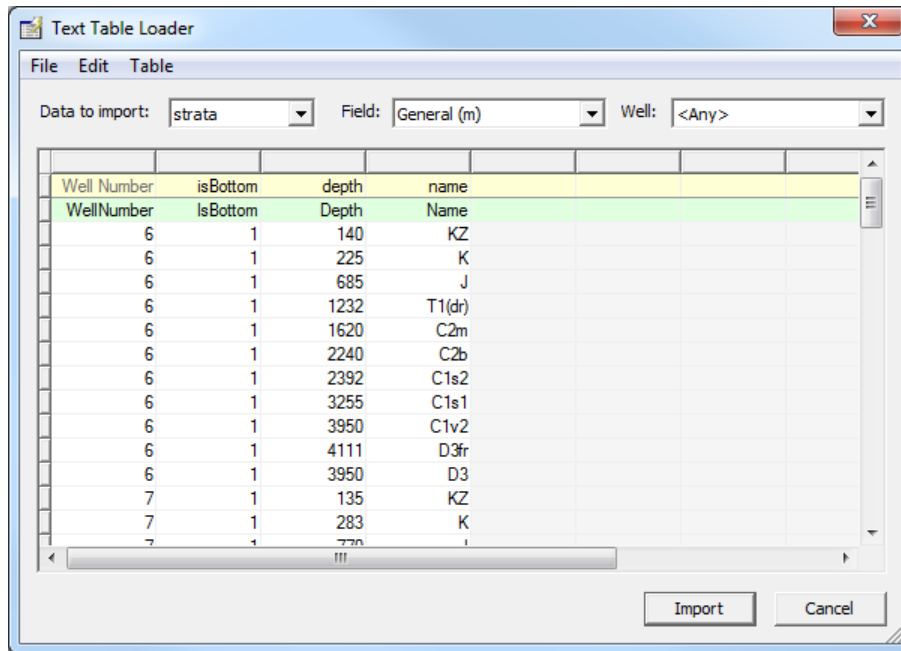 Text Table Loader
File Edit Table
Data to import: strata Field: General (m) Well: <Any>
Well Number isBottom depth name
WellNumber IsBottom Depth Name
6 1 140 KZ
6 1 225 K
6 1 685 J
6 1 1232 T1(dr)
6 1 1620 C2m
6 1 2240 C2b
6 1 2392 C1s2
6 1 3255 C1s1
6 1 3950 C1v2
6 1 4111 D3fr
6 1 3950 D3
7 1 135 KZ
7 1 283 K
7 1 770 J
Import Cancel